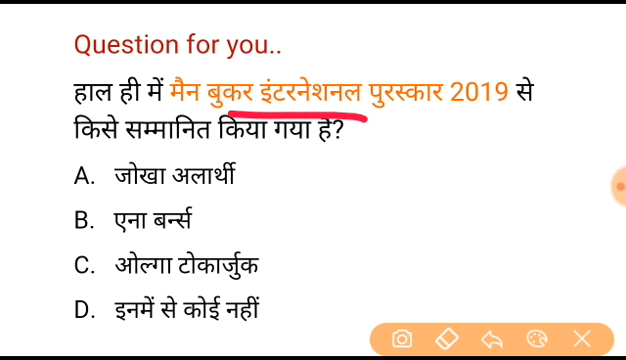 Question for you..
हाल ही में मैन बुकर इंटरनेशनल पुरस्कार 2019 से
किसे सम्मानित किया गया है?
A. जोखा अलार्थी
B. एना बर्न्स
C. ओल्गा टोकार्जुक
D. इनमें से कोई नहीं